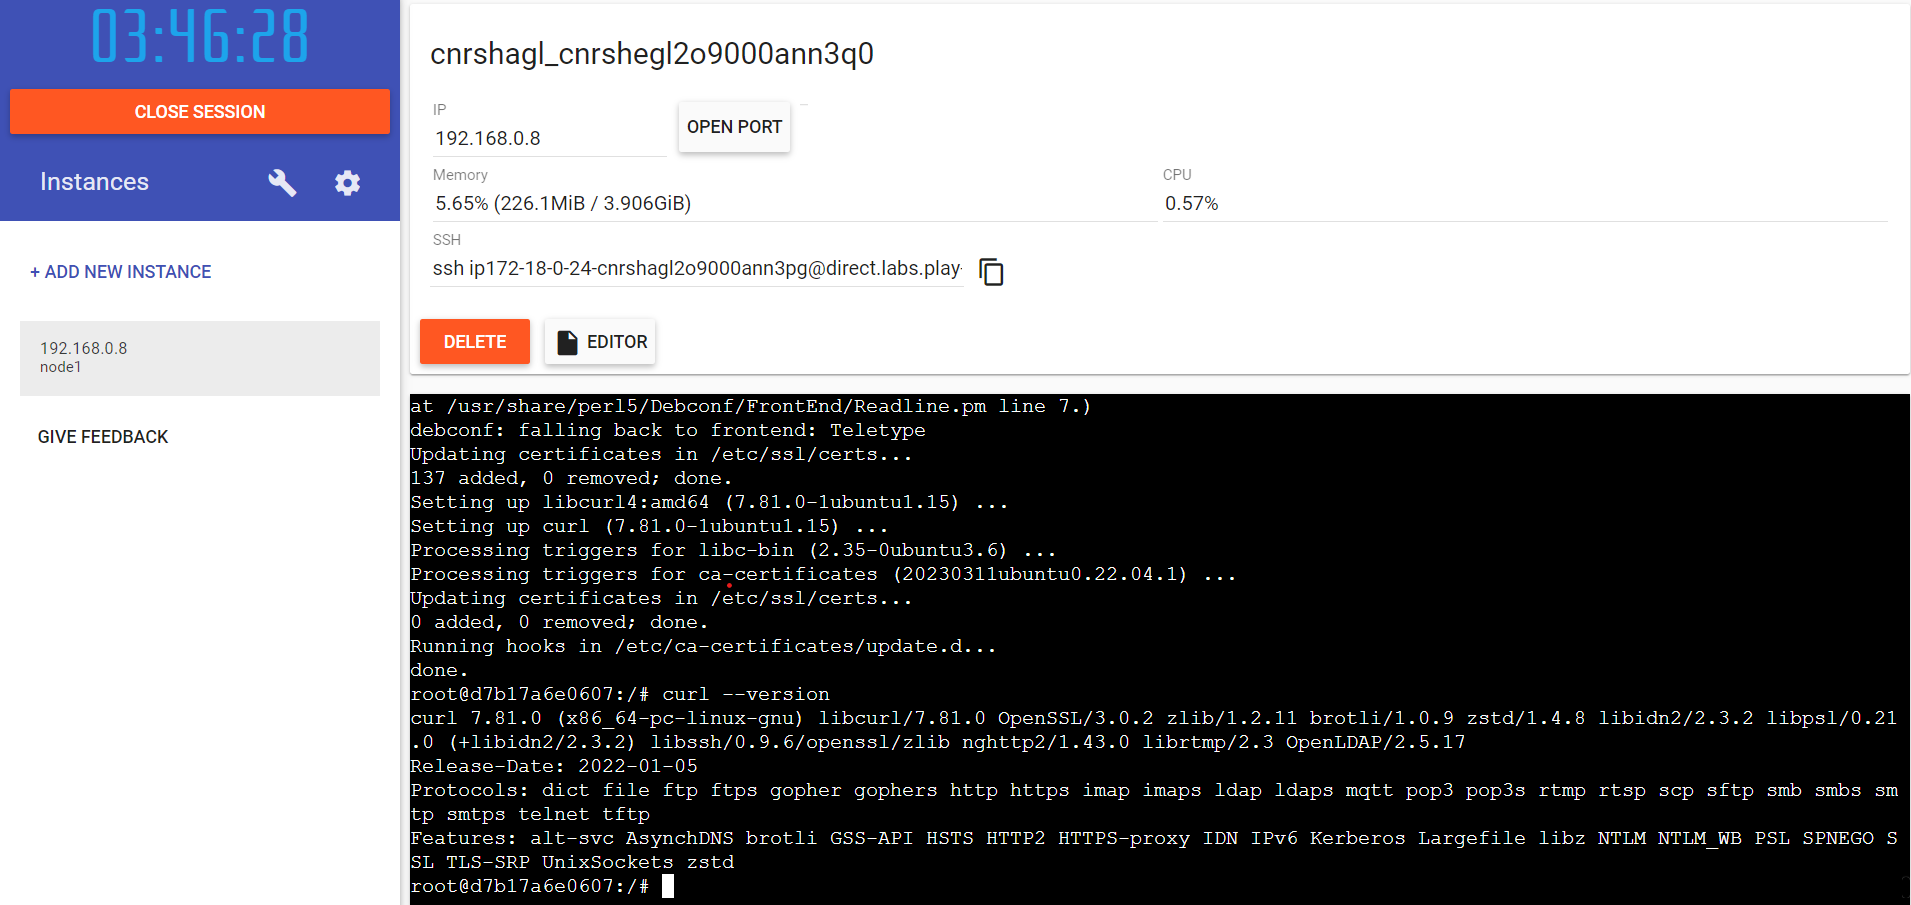 03:46:28
CLOSE SESSION
Instances
+ ADD NEW INSTANCE
192.168.0.8
node1
GIVE FEEDBACK
cnrshagl_cnrshegl2o9000ann3q0
IP
192.168.0.8
OPEN PORT
Memory
5.65% (226.1MiB / 3.906GiB)
CPU
0.57%
SSH
ssh ip172-18-0-24-cnrshagl2o9000ann3pg@direct.labs.play-
DELETE
EDITOR
at /usr/share/perl5/Debconf/FrontEnd/Readline.pm line 7.)
debconf: falling back to frontend: Teletype
Updating certificates in /etc/ssl/certs...
137 added, 0 removed; done.
Setting up libcurl4:amd64 (7.81.0-1ubuntu1.15) ...
Setting up curl (7.81.0-1ubuntu1.15) ...
Processing triggers for libc-bin (2.35-0ubuntu3.6) ...
Processing triggers for ca-certificates (20230311ubuntu0.22.04.1) ...
Updating certificates in /etc/ssl/certs...
0 added, 0 removed; done.
Running hooks in /etc/ca-certificates/update.d...
done.
root@d7b17a6e0607:/# curl --version
curl 7.81.0 (x86_64-pc-linux-gnu) libcurl/7.81.0 OpenSSL/3.0.2 zlib/1.2.11 brotli/1.0.9 zstd/1.4.8 libidn2/2.3.2 libpsl/0.21
.0 (+libidn2/2.3.2) libssh/0.9.6/openssl/zlib nghttp2/1.43.0 librtmp/2.3 OpenLDAP/2.5.17
Release-Date: 2022-01-05
Protocols: dict file ftp ftps gopher gophers http https imap imaps ldap ldaps mqtt pop3 pop3s rtmp rtsp scp sftp smb smbs sm
tp smtps telnet tftp
Features: alt-svc AsynchDNS brotli GSS-API HSTS HTTP2 HTTPS-proxy IDN IPv6 Kerberos Largefile libz NTLM NTLM_WB PSL SPNEGO S
SL TLS-SRP UnixSockets zstd
root@d7b17a6e0607:/#